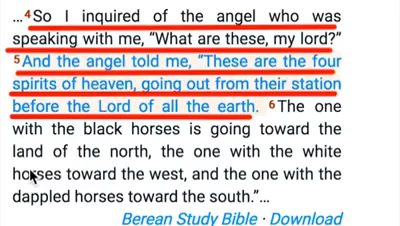 ...4So I inquired of the angel who was
speaking with me, “What are these, my lord?”
5And the angel told me, “These are the four
spirits of heaven, going out from their station
before the Lord of all the earth. 6The one
with the black horses is going toward the
land of the north, the one with the white
horses toward the west, and the one with the
dappled horses toward the south.”...
Berean Study Bible · Download